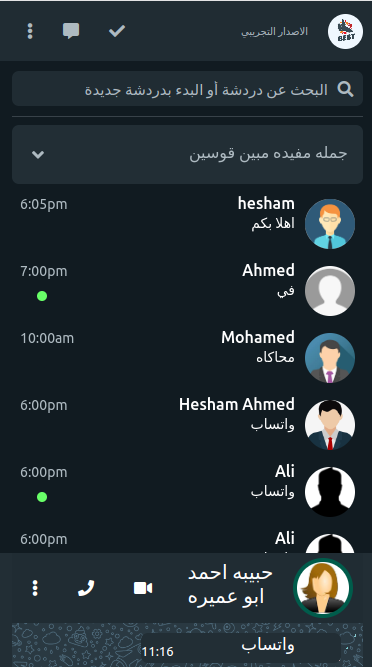 الاصدار التجريبي
BEBT
البحث عن دردشة أو البدء بدردشة جديدة
جمله مفيده مبين قوسين
hesham 6:05pm
اهلا بكم
Ahmed 7:00pm
في
Mohamed 10:00am
محاكاه
Hesham Ahmed 6:00pm
واتساب
Ali 6:00pm
واتساب
Ali 6:00pm
حبيبه احمد
ابو عميره
واتساب
11:16